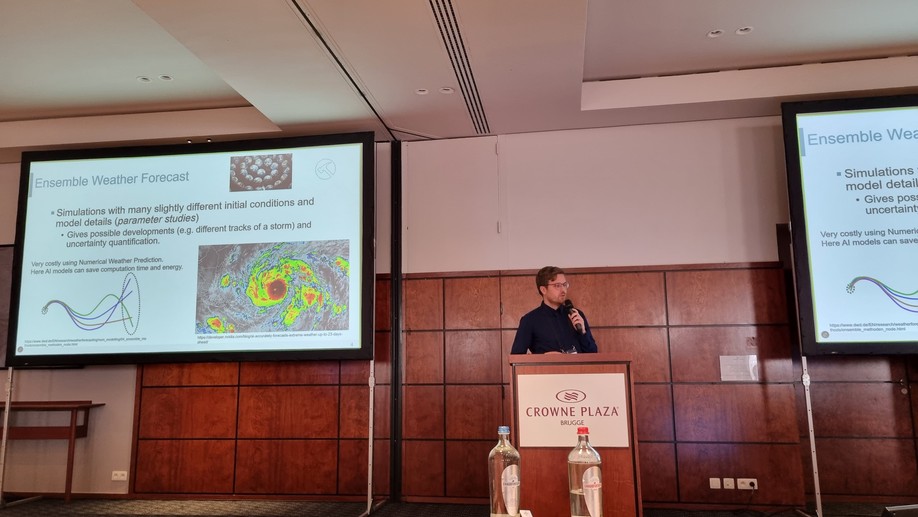 Ensemble Weather Forecast
Simulations with many slightly different initial conditions and
model details (parameter studies)
Gives possible developments (e.g. different tracks of a storm) and
uncertainty quantification.
Very costly using Numerical Weather Prediction.
Here AI models can save computation time and energy.
CROWNE PLAZA
BRUGGE
Ensemble Wea
Simulations
model detail
Gives poss
uncertainty
Very costly using Numeric
Here AI models can save